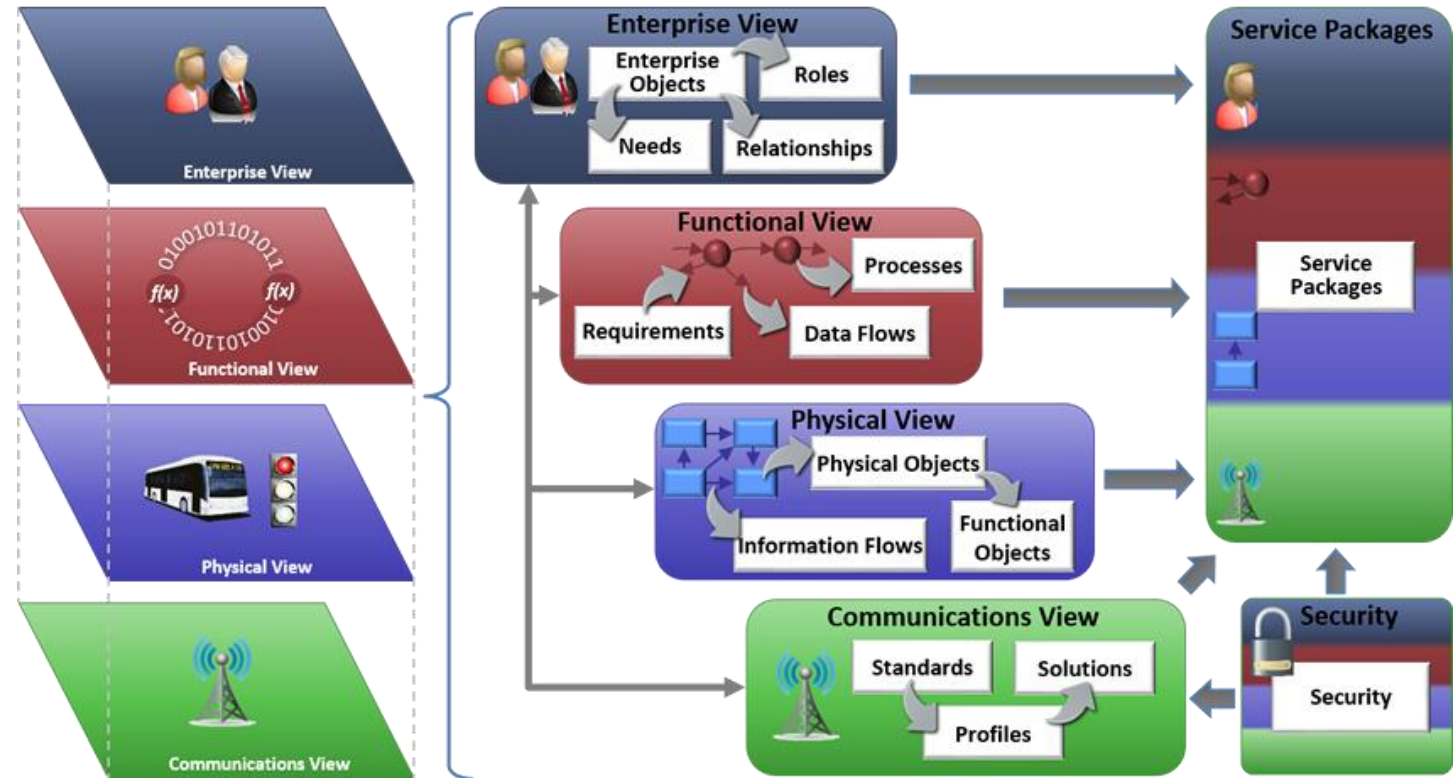 Enterprise View
0100101101011
f(x)
f(x)
Functional View
Physical View
Communications View
Enterprise View
Enterprise
Objects
Roles
Needs
Relationships
Functional View
Processes
Requirements
Data Flows
Physical View
Physical Objects
Information Flows
Functional
Objects
Communications View
Standards
Solutions
Profiles
Service Packages
Service
Packages
Security
Security